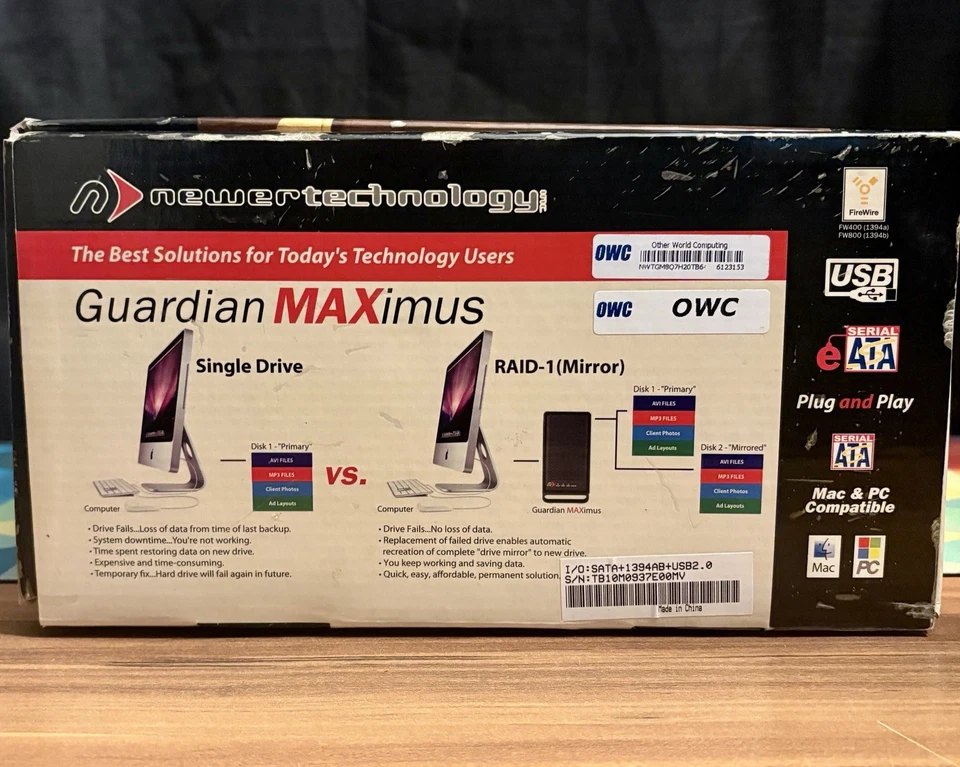 newertechnology
The Best Solutions for Today's Technology Users
OWC
Other World Computing
6123153
Guardian MAXimus
OWC OWC
Single Drive
Disk 1 - "Primary"
AVI FILES
MP3 FILES
Client Photos
Ad Layouts
Computer
vs.
RAID-1(Mirror)
Disk 1 - "Primary"
AVI FILES
MP3 FILES
Client Photos
Ad Layouts
Disk 2 - "Mirrored"
AVI FILES
MP3 FILES
Client Photos
Ad Layouts
Computer
Guardian MAXimus
• Drive Fails...Loss of data from time of last backup.
• System downtime...You're not working.
• Time spent restoring data on new drive.
• Expensive and time-consuming.
• Temporary fix...Hard drive will fail again in future.
• Drive Fails...No loss of data.
• Replacement of failed drive enables automatic
recreation of complete "drive mirror" to new drive.
• You keep working and saving data.
• Quick, easy, affordable, permanent solution
I/O:SATA+1394AB+USB2.0
S/N:TB10M0937E00MV
Made in China
FireWire
FW400 (1394a)
FW800 (1394b)
USB
e SERIAL
ATA
Plug and Play
SERIAL
ATA
Mac & PC
Compatible
Mac
PC